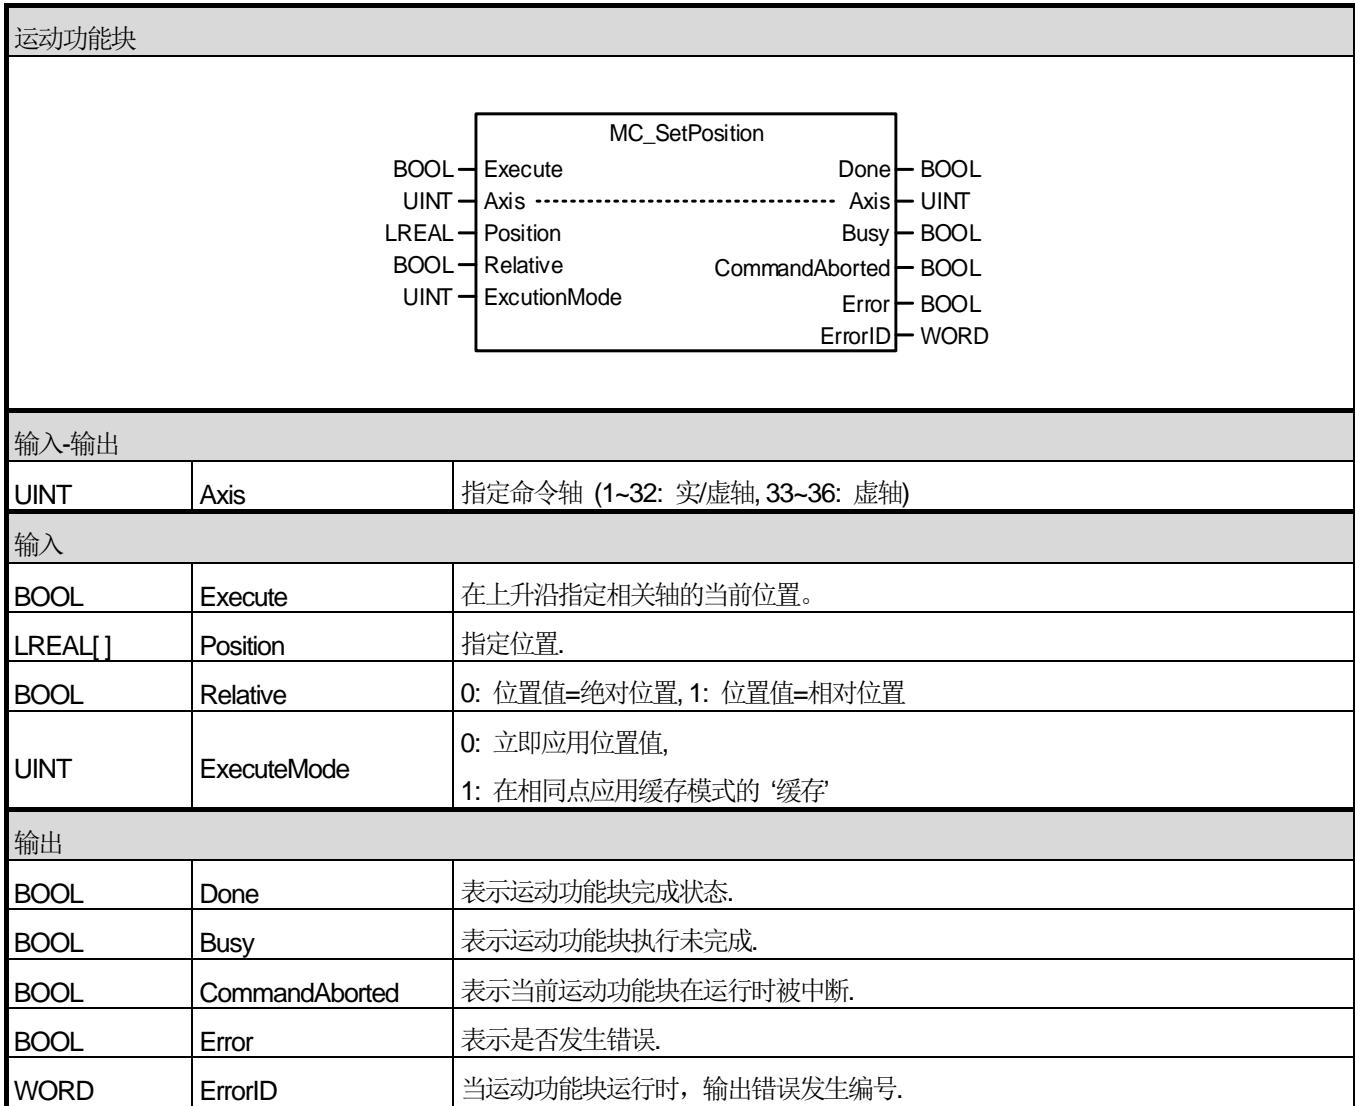 运动功能块
MC_SetPosition
BOOL Execute Done BOOL
UINT Axis Axis UINT
LREAL Position Busy BOOL
BOOL Relative CommandAborted BOOL
UINT ExcutionMode Error BOOL
ErrorID WORD
输入-输出
UINT Axis 指定命令轴 (1~32: 实/虚轴, 33~36: 虚轴)
输入
BOOL Execute 在上升沿指定相关轴的当前位置。
LREAL[ ] Position 指定位置.
BOOL Relative 0: 位置值=绝对位置, 1: 位置值=相对位置
UINT ExecuteMode 0: 立即应用位置值,
1: 在相同点应用缓存模式的 ‘缓存’
输出
BOOL Done 表示运动功能块完成状态.
BOOL Busy 表示运动功能块执行未完成.
BOOL CommandAborted 表示当前运动功能块在运行时被中断.
BOOL Error 表示是否发生错误.
WORD ErrorID 当运动功能块运行时，输出错误发生编号.